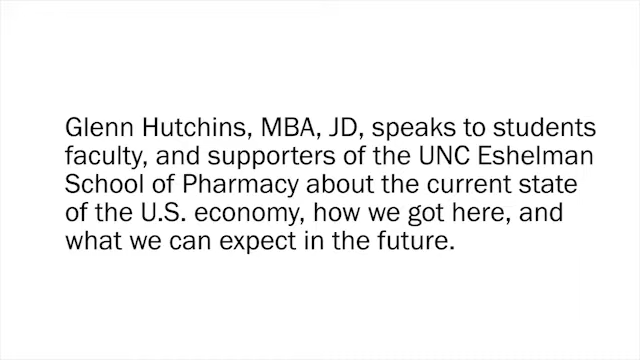 Glenn Hutchins, MBA, JD, speaks to students
faculty, and supporters of the UNC Eshelman
School of Pharmacy about the current state
of the U.S. economy, how we got here, and
what we can expect in the future.